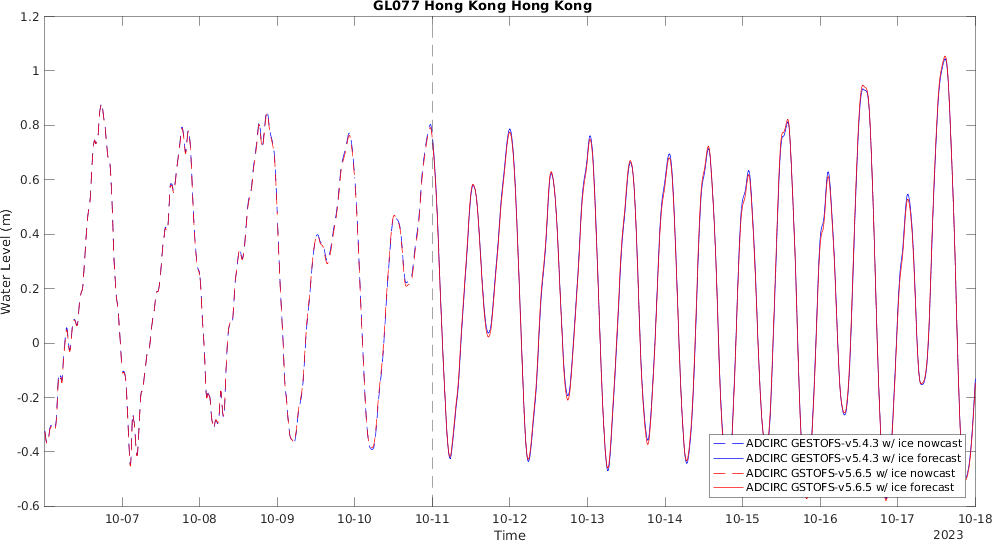 GL077 Hong Kong Hong Kong
1.2
1
0.8
0.6
0.4
0.2
0
-0.2
-0.4
-0.6
Water Level (m)
ADCIRC GESTOFS-v5.4.3 w/ ice nowcast
ADCIRC GESTOFS-v5.4.3 w/ ice forecast
ADCIRC GSTOFS-v5.6.5 w/ ice nowcast
ADCIRC GSTOFS-v5.6.5 w/ ice forecast
10-07 10-08 10-09 10-10 10-11 10-12 10-13 10-14 10-15 10-16 10-17 10-18
Time
2023